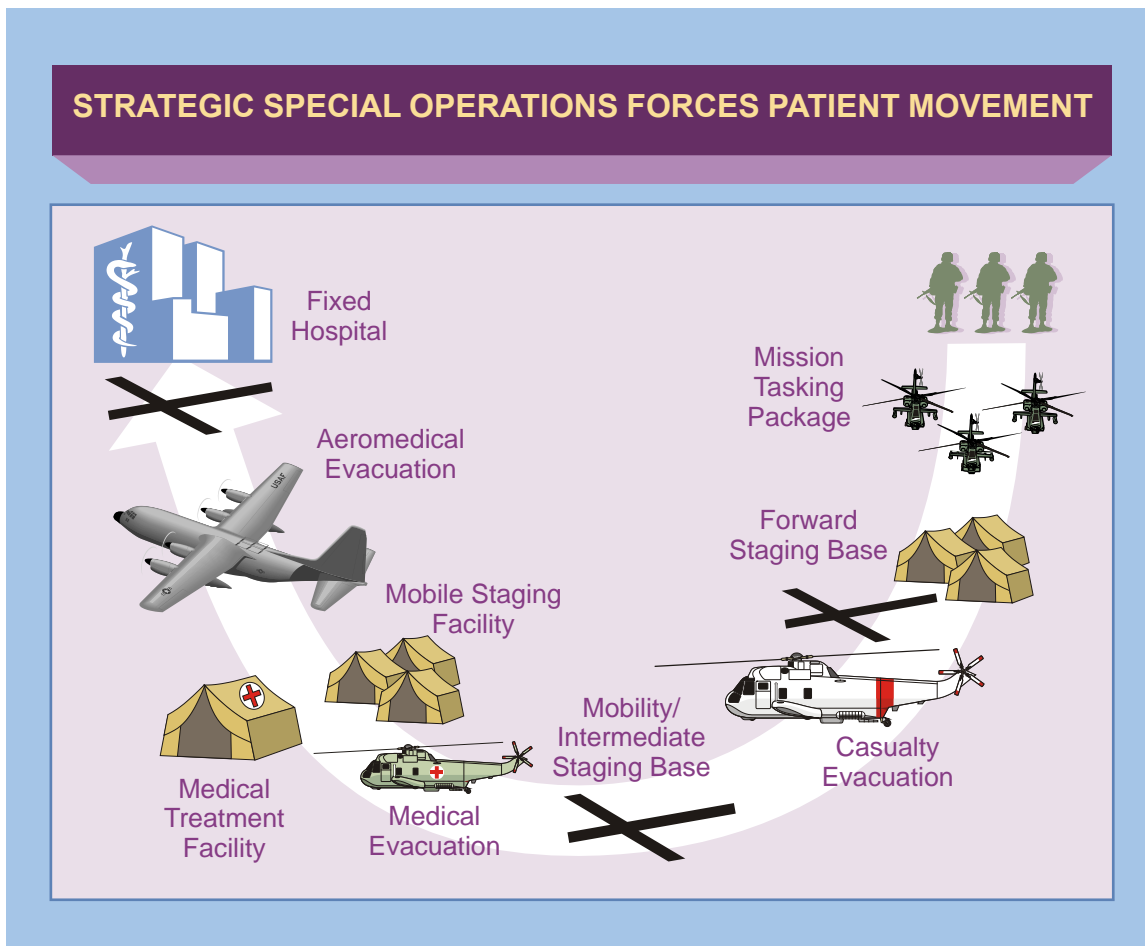 STRATEGIC SPECIAL OPERATIONS FORCES PATIENT MOVEMENT
Fixed
Hospital
Mission
Tasking
Package
Aeromedical
Evacuation
USAF
Forward
Staging Base
Mobile Staging
Facility
Mobility/
Intermediate
Staging Base
Casualty
Evacuation
Medical
Treatment
Facility
Medical
Evacuation